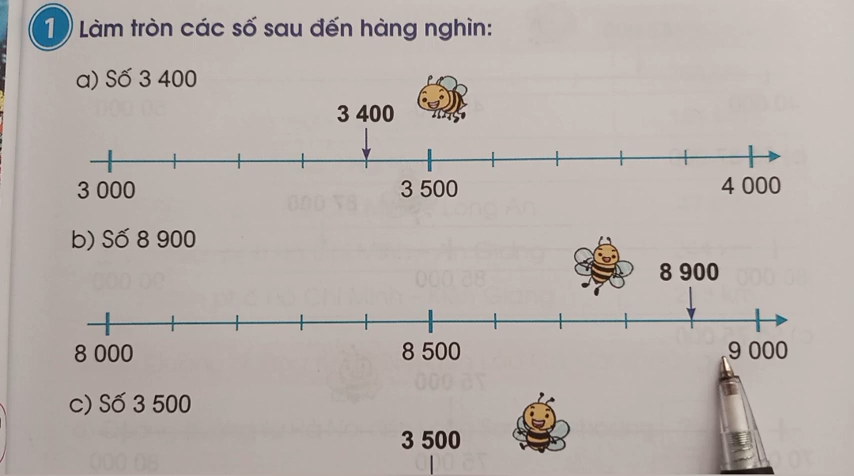 1 Làm tròn các số sau đến hàng nghìn:
a) Số 3 400
3 400
3 000 3 500 4 000
b) Số 8 900
8 900
8 000 8 500 9 000
c) Số 3 500
3 500